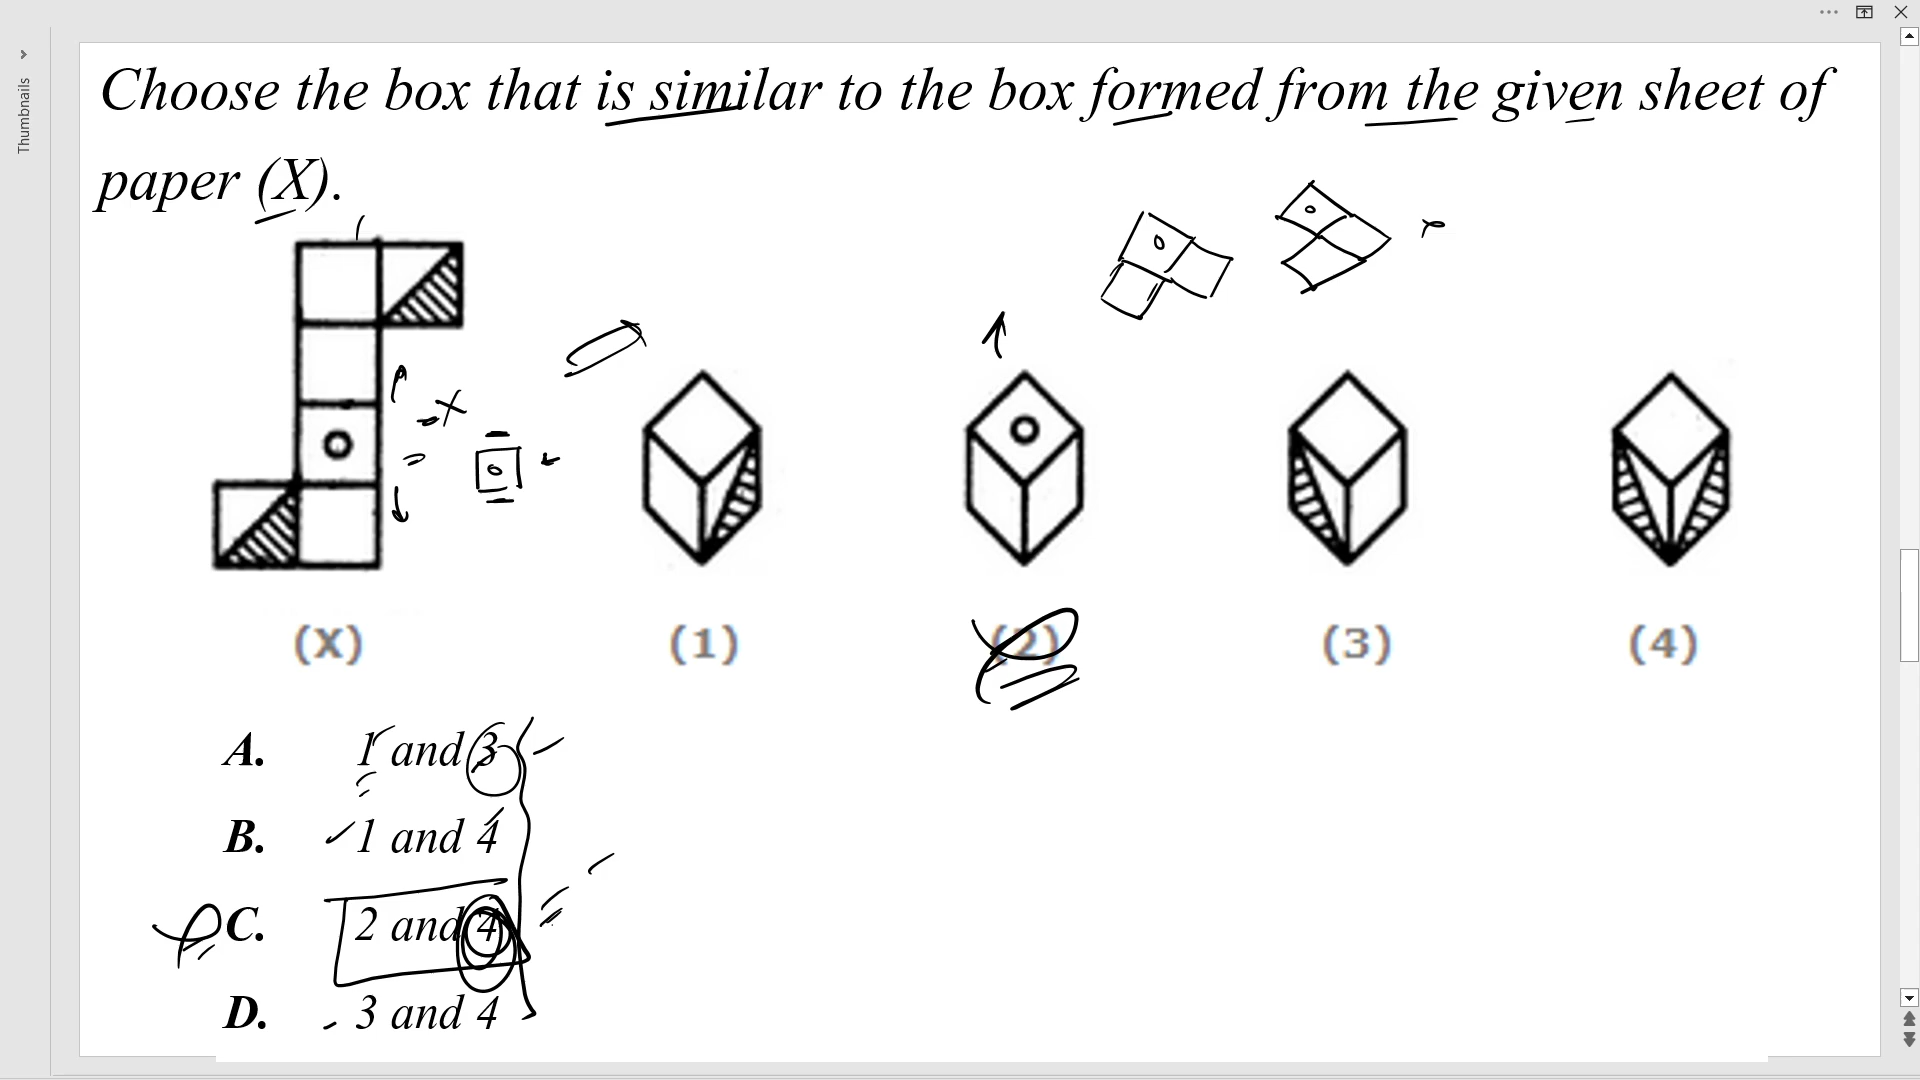 Thumbnails
Choose the box that is similar to the box formed from the given sheet of
paper (X).
(X) (1) (2) (3) (4)
A. 1 and 3
B. 1 and 4
C. 2 and 4
D. 3 and 4